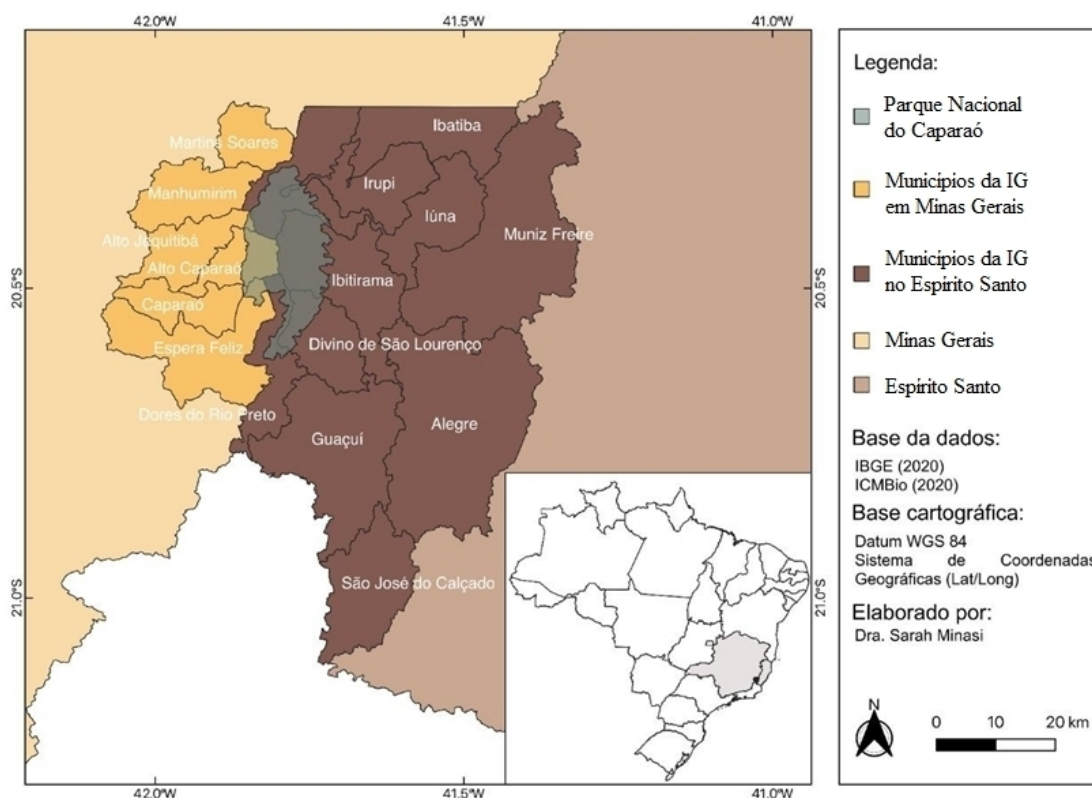 42.0°W
41.5°W
41.0°W
20.5°S
21.0°S
Martins Soares
Manhumirim
Alto Jequitibá
Alto Caparaó
Caparaó
Espera Feliz
Dores do Rio Preto
Ibatiba
Irupi
Iúna
Muniz Freire
Ibitirama
Divino de São Lourenço
Guaçuí
Alegre
São José do Calçado
20.5°S
21.0°S
42.0°W
41.5°W
41.0°W
Legenda:
Parque Nacional
do Caparaó
Municípios da IG
em Minas Gerais
Municípios da IG
no Espírito Santo
Minas Gerais
Espírito Santo
Base da dados:
IBGE (2020)
ICMBio (2020)
Base cartográfica:
Datum WGS 84
Sistema de Coordenadas
Geográficas (Lat/Long)
Elaborado por:
Dra. Sarah Minasi
N
0 10 20 km